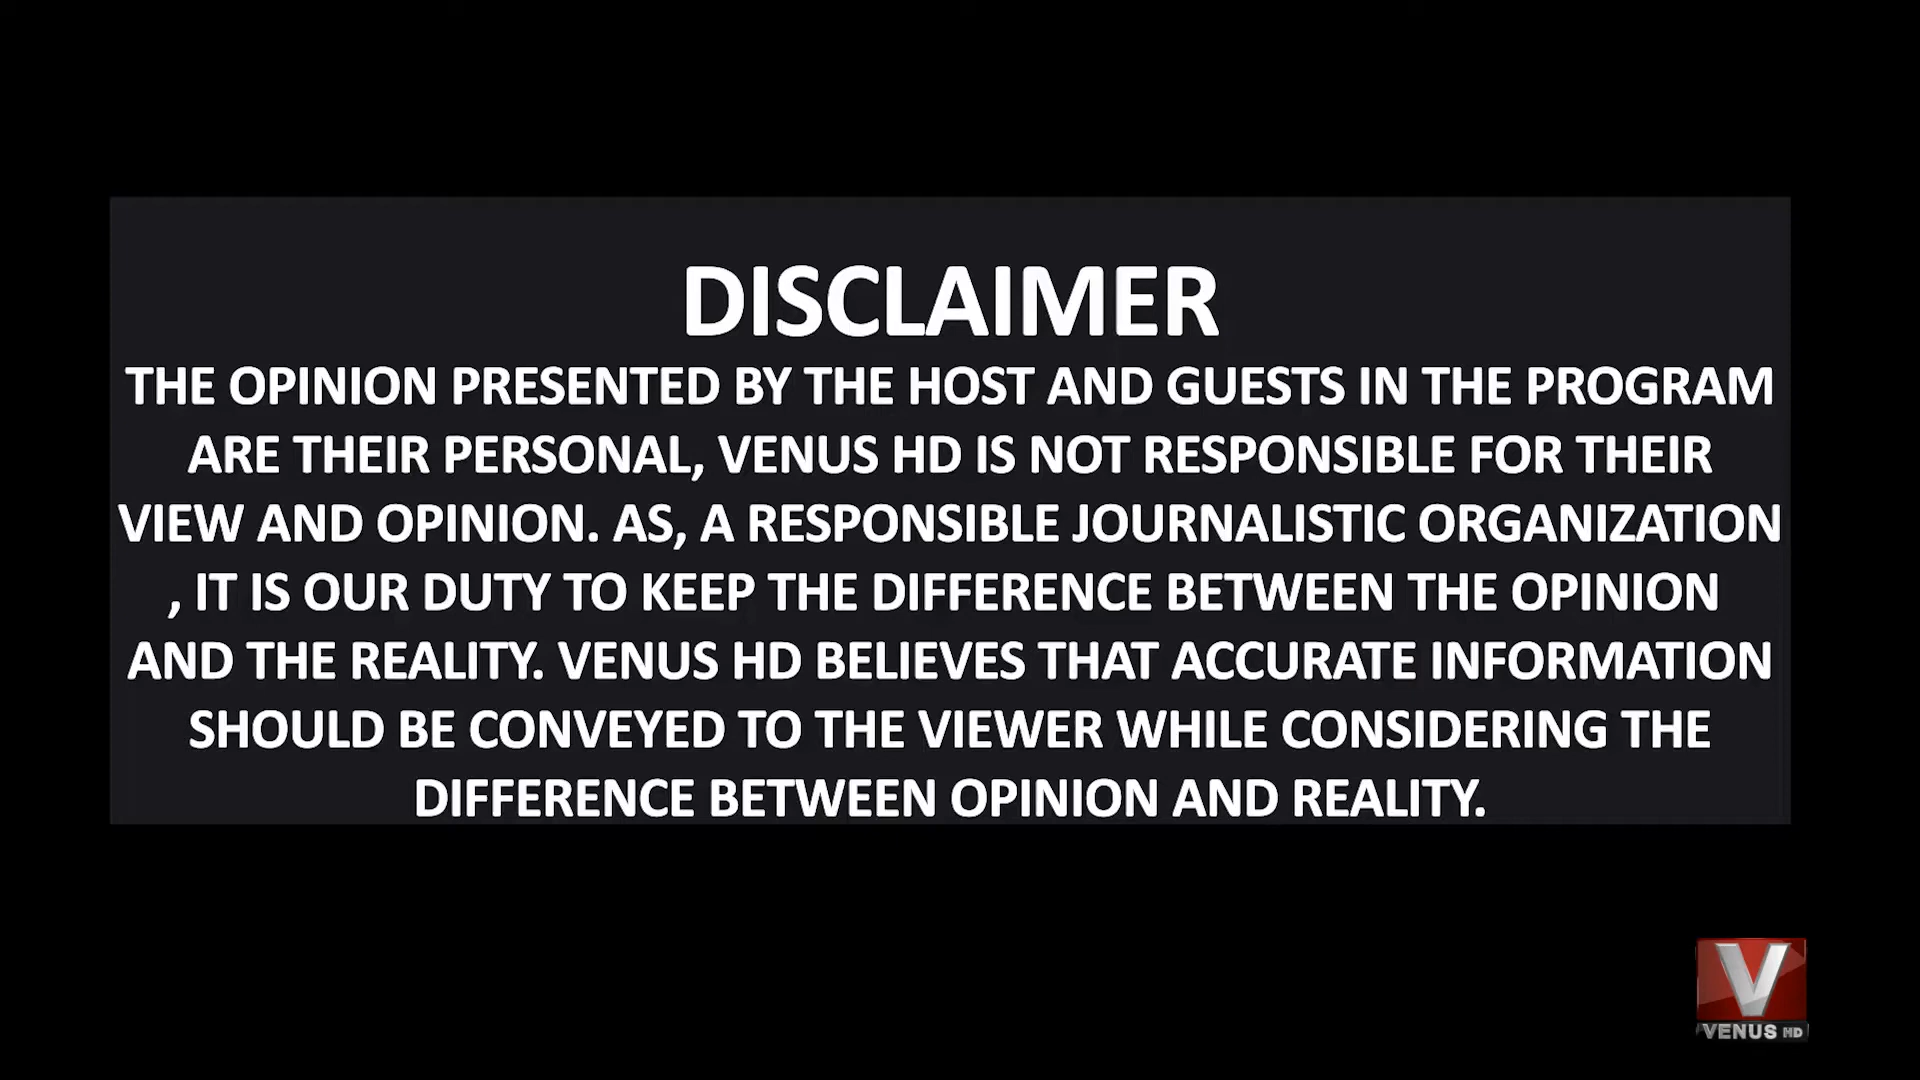 DISCLAIMER
THE OPINION PRESENTED BY THE HOST AND GUESTS IN THE PROGRAM
ARE THEIR PERSONAL, VENUS HD IS NOT RESPONSIBLE FOR THEIR
VIEW AND OPINION. AS, A RESPONSIBLE JOURNALISTIC ORGANIZATION
, IT IS OUR DUTY TO KEEP THE DIFFERENCE BETWEEN THE OPINION
AND THE REALITY. VENUS HD BELIEVES THAT ACCURATE INFORMATION
SHOULD BE CONVEYED TO THE VIEWER WHILE CONSIDERING THE
DIFFERENCE BETWEEN OPINION AND REALITY.
V
VENUS HD